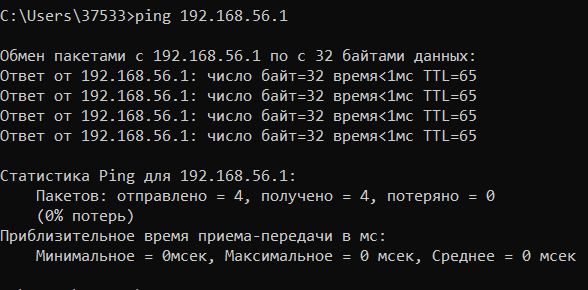 C:\Users\37533>ping 192.168.56.1
Обмен пакетами с 192.168.56.1 по с 32 байтами данных:
Ответ от 192.168.56.1: число байт=32 время<1мс TTL=65
Ответ от 192.168.56.1: число байт=32 время<1мс TTL=65
Ответ от 192.168.56.1: число байт=32 время<1мс TTL=65
Ответ от 192.168.56.1: число байт=32 время<1мс TTL=65
Статистика Ping для 192.168.56.1:
Пакетов: отправлено = 4, получено = 4, потеряно = 0
(0% потерь)
Приблизительное время приема-передачи в мс:
Минимальное = 0мсек, Максимальное = 0 мсек, Среднее = 0 мсек